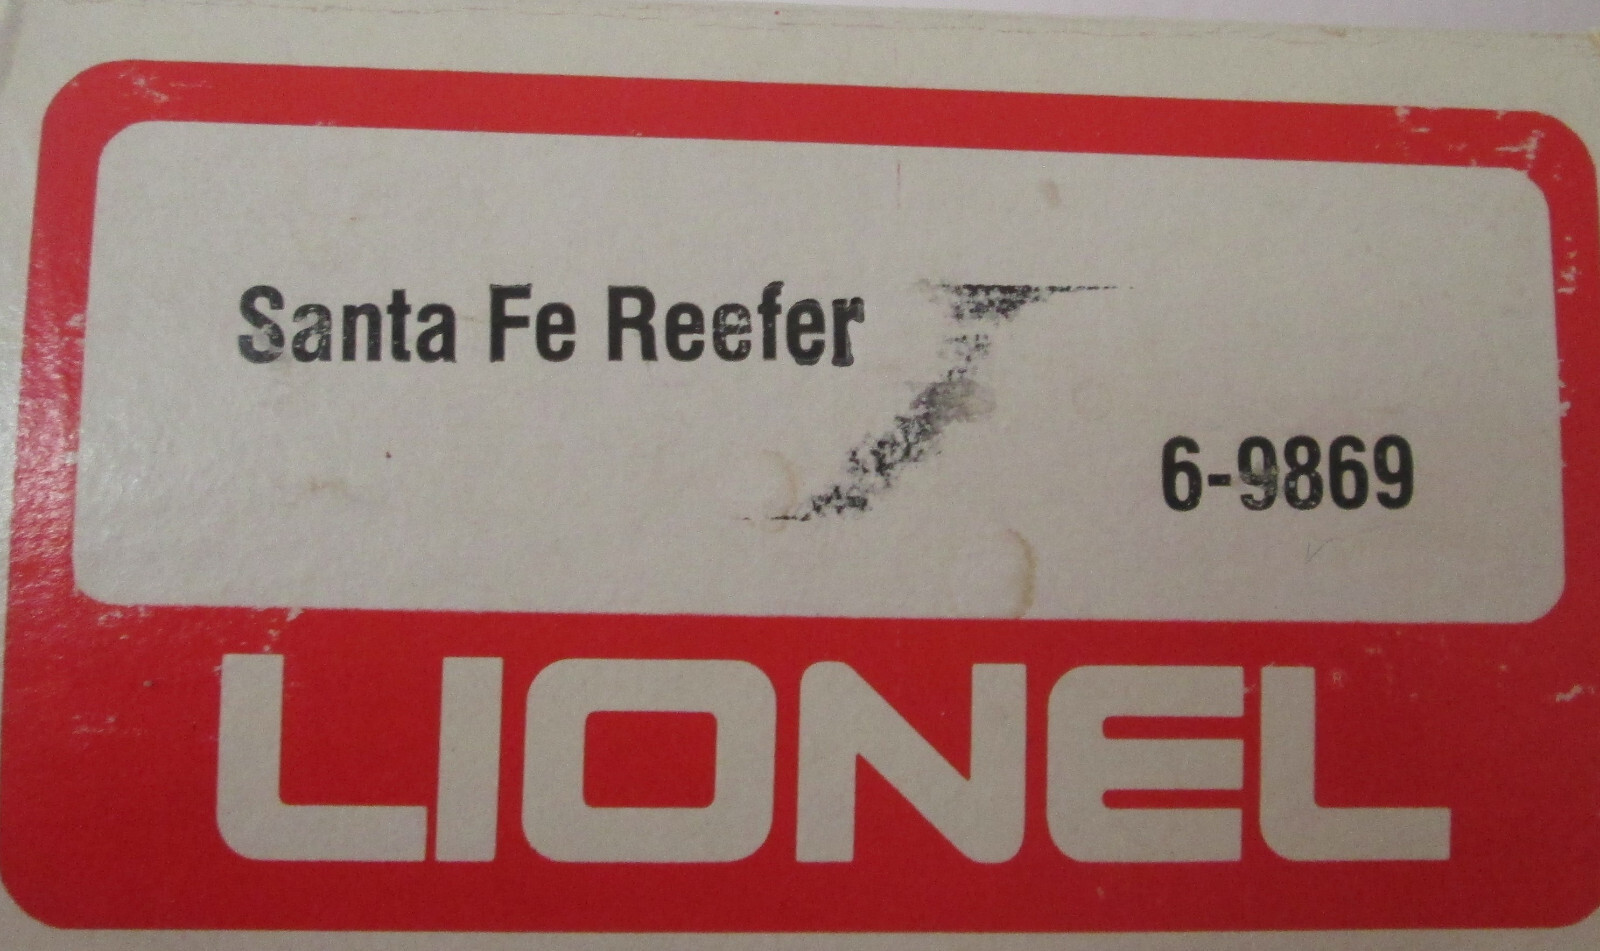 Santa Fe Reefer
6-9869
LIONEL®